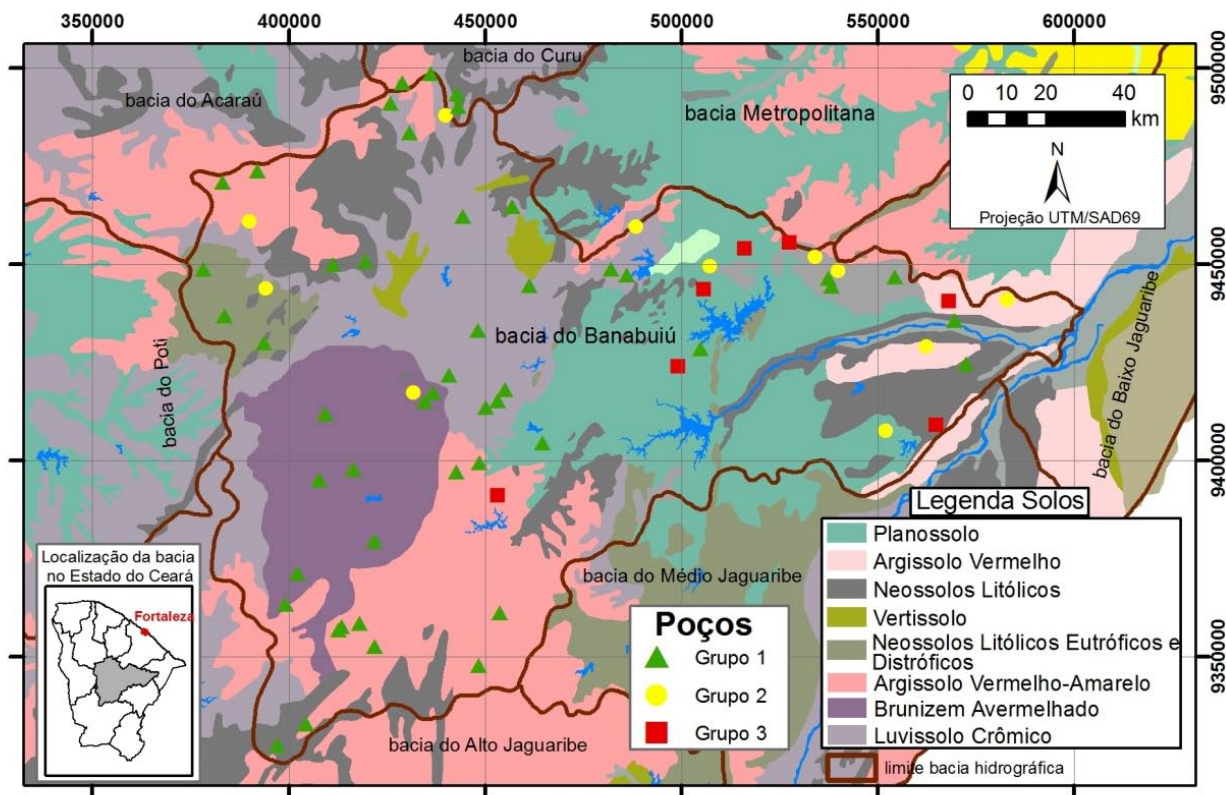 350000 400000 450000 500000 550000 600000
bacia do Curu
9500000
bacia do Acaraú
bacia Metropolitana
0 10 20 40
km
N
Projeção UTM/SAD69
9450000
bacia do Banabuiú
bacia do Poti
bacia do Baixo Jaguaribe
9400000
Legenda Solos
Planossolo
Argissolo Vermelho
Neossolos Litólicos
Vertissolo
Neossolos Litólicos Eutróficos e
Distróficos
Argissolo Vermelho-Amarelo
Brunizem Avermelhado
Luvissolo Crômico
limite bacia hidrográfica
Localização da bacia
no Estado do Ceará
Fortaleza
bacia do Médio Jaguaribe
Poços
Grupo 1
Grupo 2
Grupo 3
9350000
bacia do Alto Jaguaribe